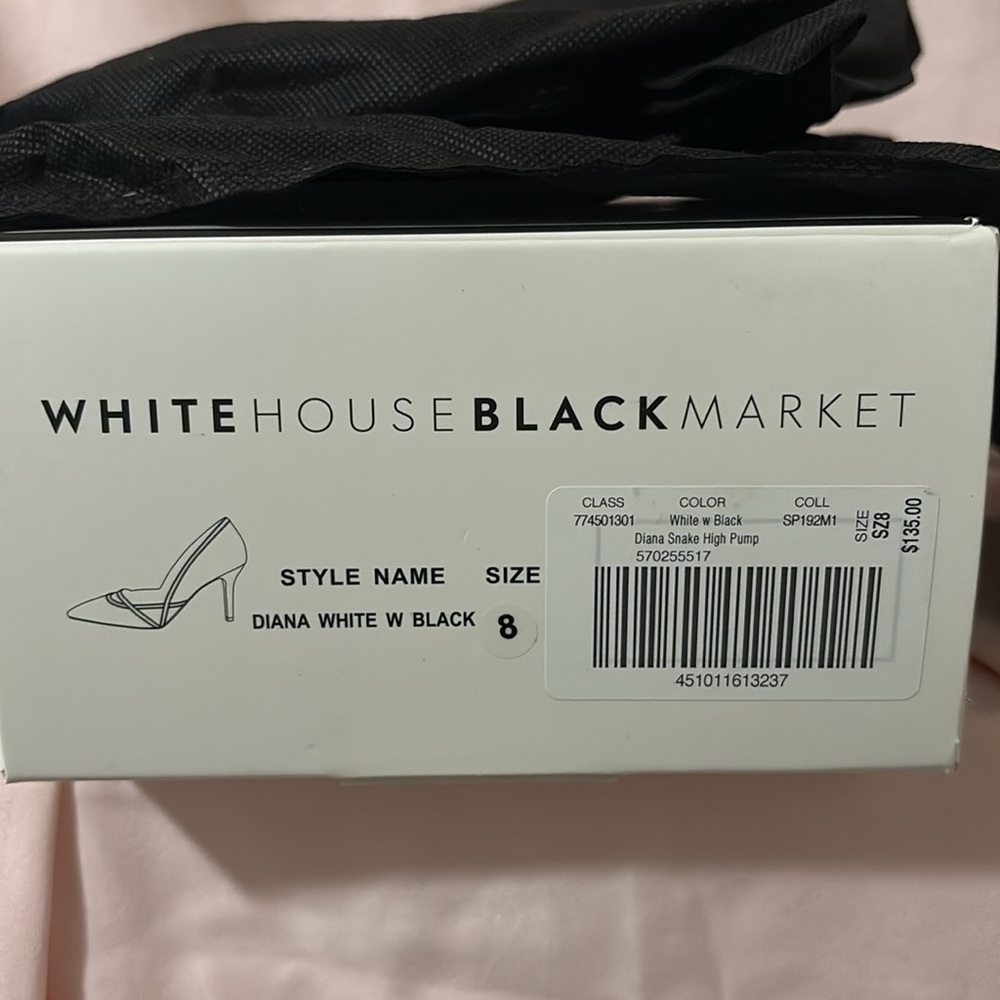 WHITEHOUSEBLACKMARKET
STYLE NAME SIZE
DIANA WHITE W BLACK 8
CLASS COLOR COLL
774501301 White w Black SP192M1
Diana Snake High Pump
570255517
451011613237
SIZE
SZ8
$135.00